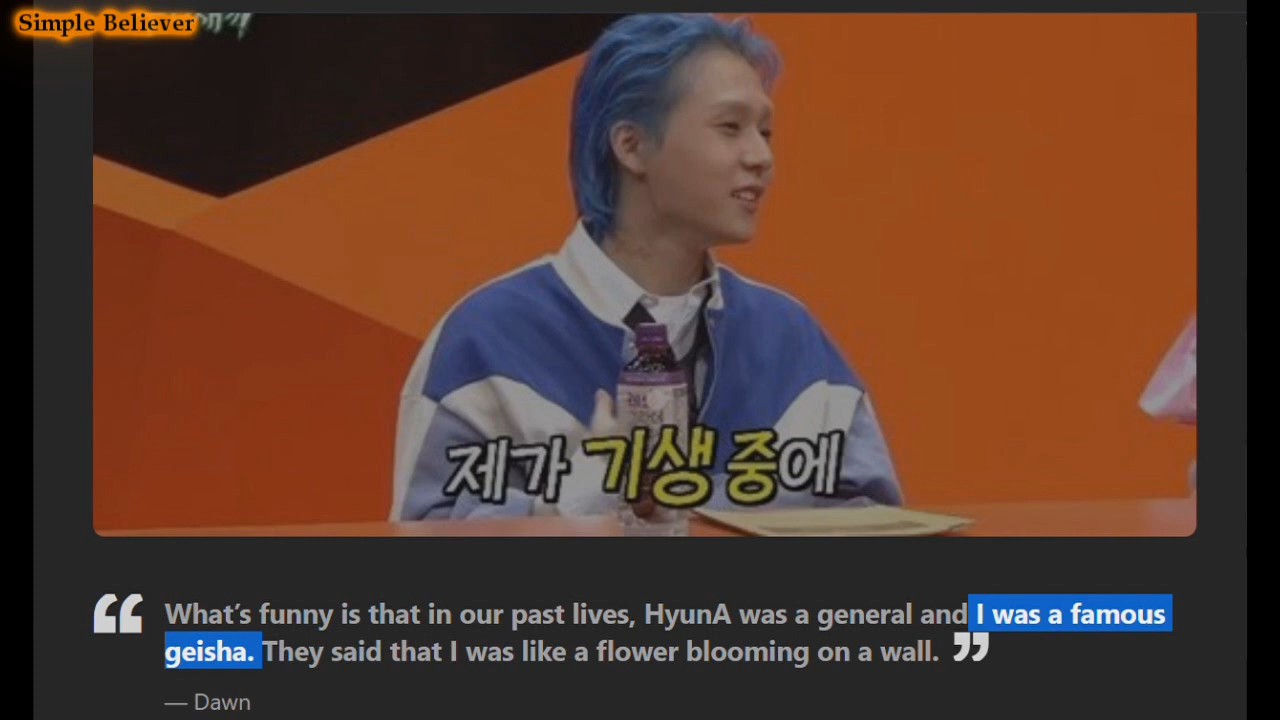 Simple Believer
제가 기생 중에
What's funny is that in our past lives, HyunA was a general and I was a famous
geisha. They said that I was like a flower blooming on a wall.
— Dawn